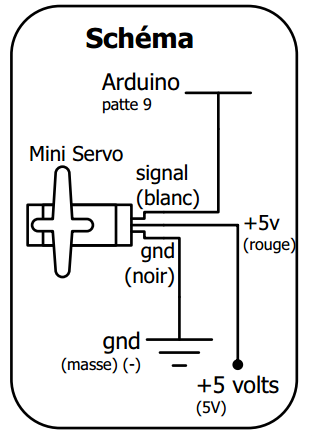 Schéma
Arduino
patte 9
Mini Servo
signal
(blanc)
+5v
(rouge)
gnd
(noir)
gnd
(masse) (-)
+5 volts
(5V)